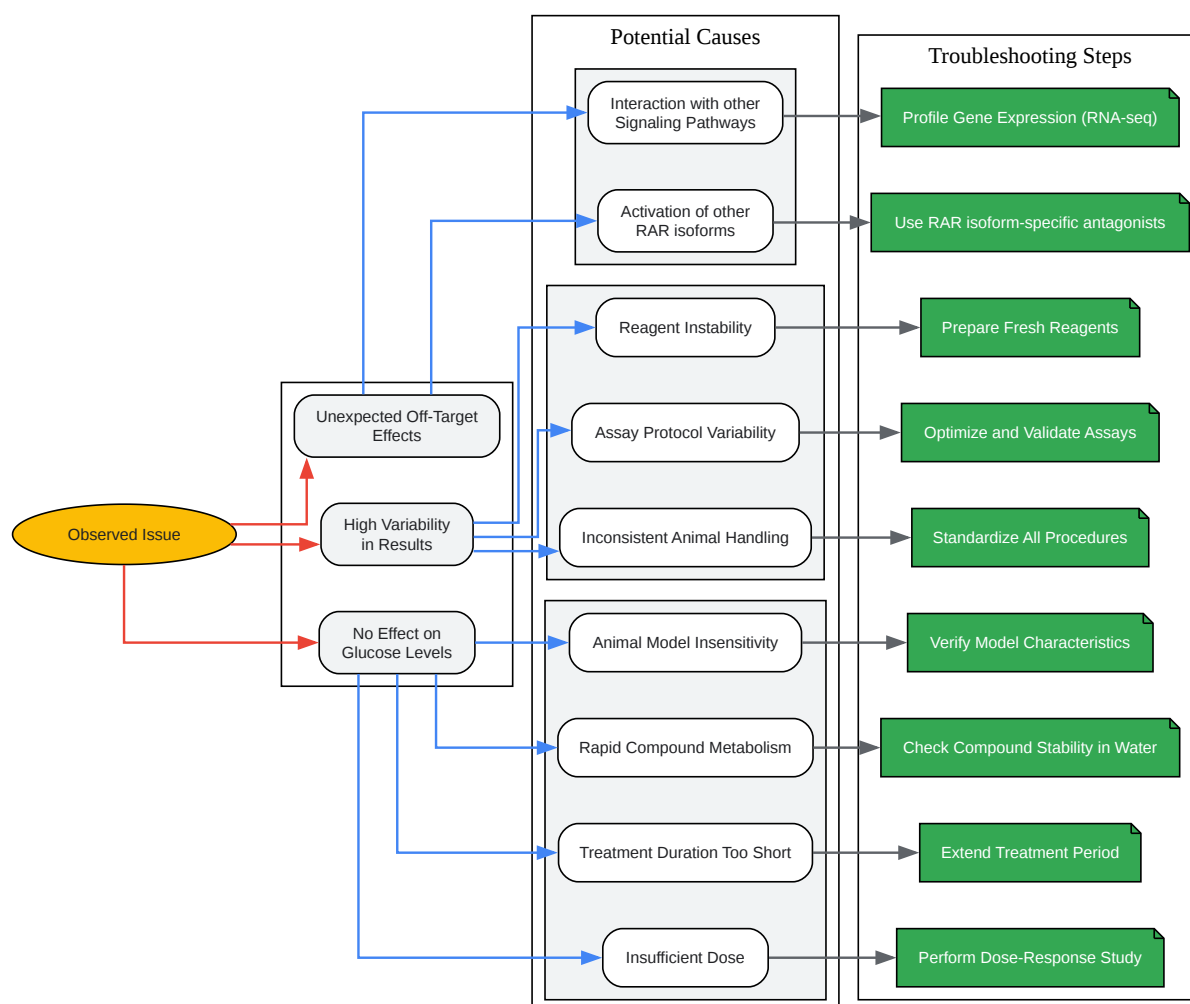 Potential Causes
Troubleshooting Steps
Interaction with other
Signaling Pathways
Profile Gene Expression (RNA-seq)
Activation of other
RAR isoforms
Use RAR isoform-specific antagonists
Reagent Instability
Prepare Fresh Reagents
Unexpected Off-Target
Effects
Assay Protocol Variability
Optimize and Validate Assays
Observed Issue
High Variability
in Results
Inconsistent Animal Handling
Standardize All Procedures
No Effect on
Glucose Levels
Animal Model Insensitivity
Verify Model Characteristics
Rapid Compound Metabolism
Check Compound Stability in Water
Treatment Duration Too Short
Extend Treatment Period
Insufficient Dose
Perform Dose-Response Study